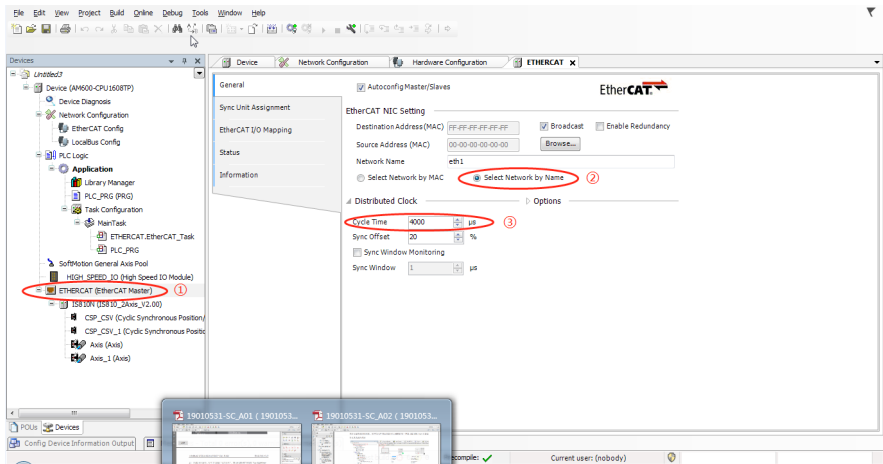 File Edit View Project Build Online Debug Tools Window Help
Devices
Untitled3
Device (AM600-CPU1608TP)
Device Diagnosis
Network Configuration
EtherCAT Config
LocalBus Config
PLC Logic
Application
Library Manager
PLC_PRG (PRG)
Task Configuration
MainTask
ETHERCAT.EtherCAT_Task
PLC_PRG
SoftMotion General Axis Pool
HIGH_SPEED_IO (High Speed IO Module)
ETHERCAT (EtherCAT Master) ①
IS810N (IS810_2Axis_V2.00)
CSP_CSV (Cyclic Synchronous Position/
CSP_CSV_1 (Cyclic Synchronous Positio
Axis (Axis)
Axis_1 (Axis)
POUs Devices
Device Network Configuration Hardware Configuration ETHERCAT
General
Sync Unit Assignment
EtherCAT I/O Mapping
Status
Information
Autoconfig Master/Slaves
EtherCAT
EtherCAT NIC Setting
Destination Address (MAC) FF-FF-FF-FF-FF-FF Broadcast Enable Redundancy
Source Address (MAC) 00-00-00-00-00-00 Browse...
Network Name eth1
Select Network by MAC Select Network by Name ②
Distributed Clock Options
Cycle Time 4000 µs ③
Sync Offset 20 %
Sync Window Monitoring
Sync Window 1 µs
Config Device Information Output
19010531-SC_A01 ( 1901053... 19010531-SC_A02 ( 1901053...
ecompile: Current user: (nobody)